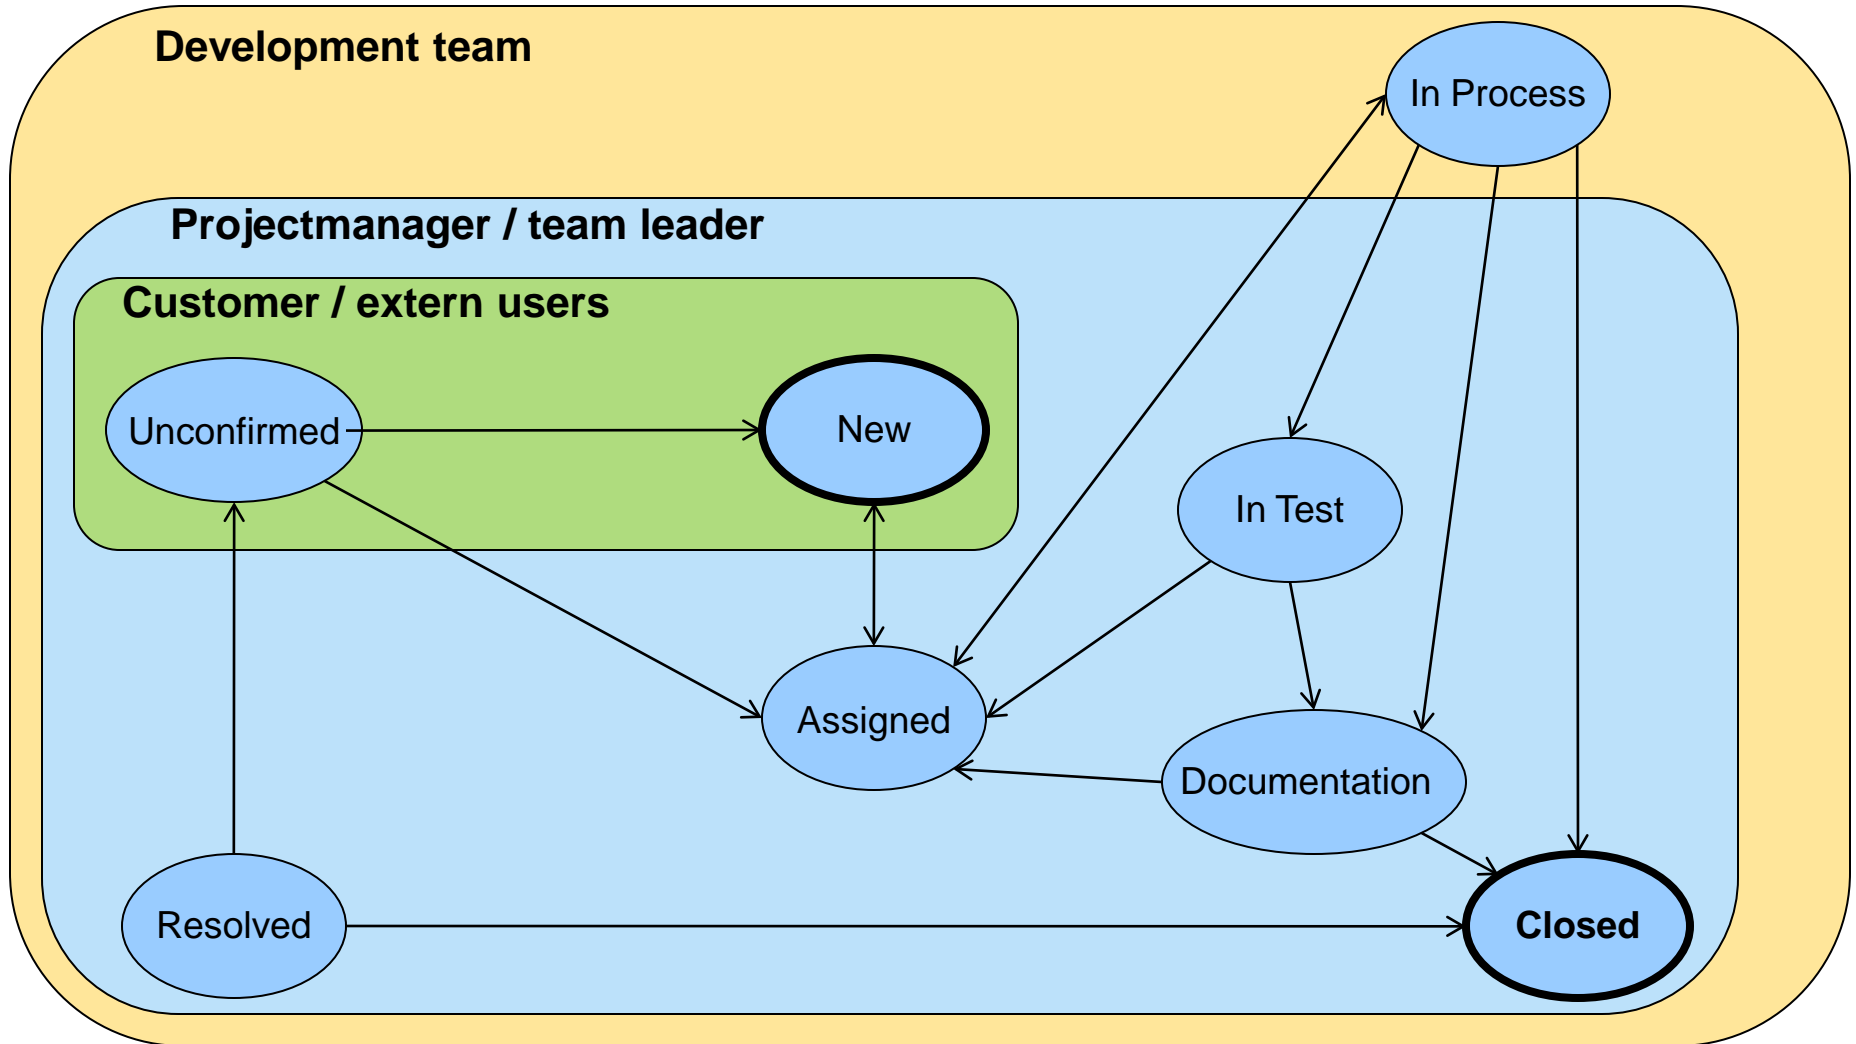 Development team
In Process
Projectmanager / team leader
Customer / extern users
Unconfirmed
New
In Test
Assigned
Documentation
Resolved
Closed